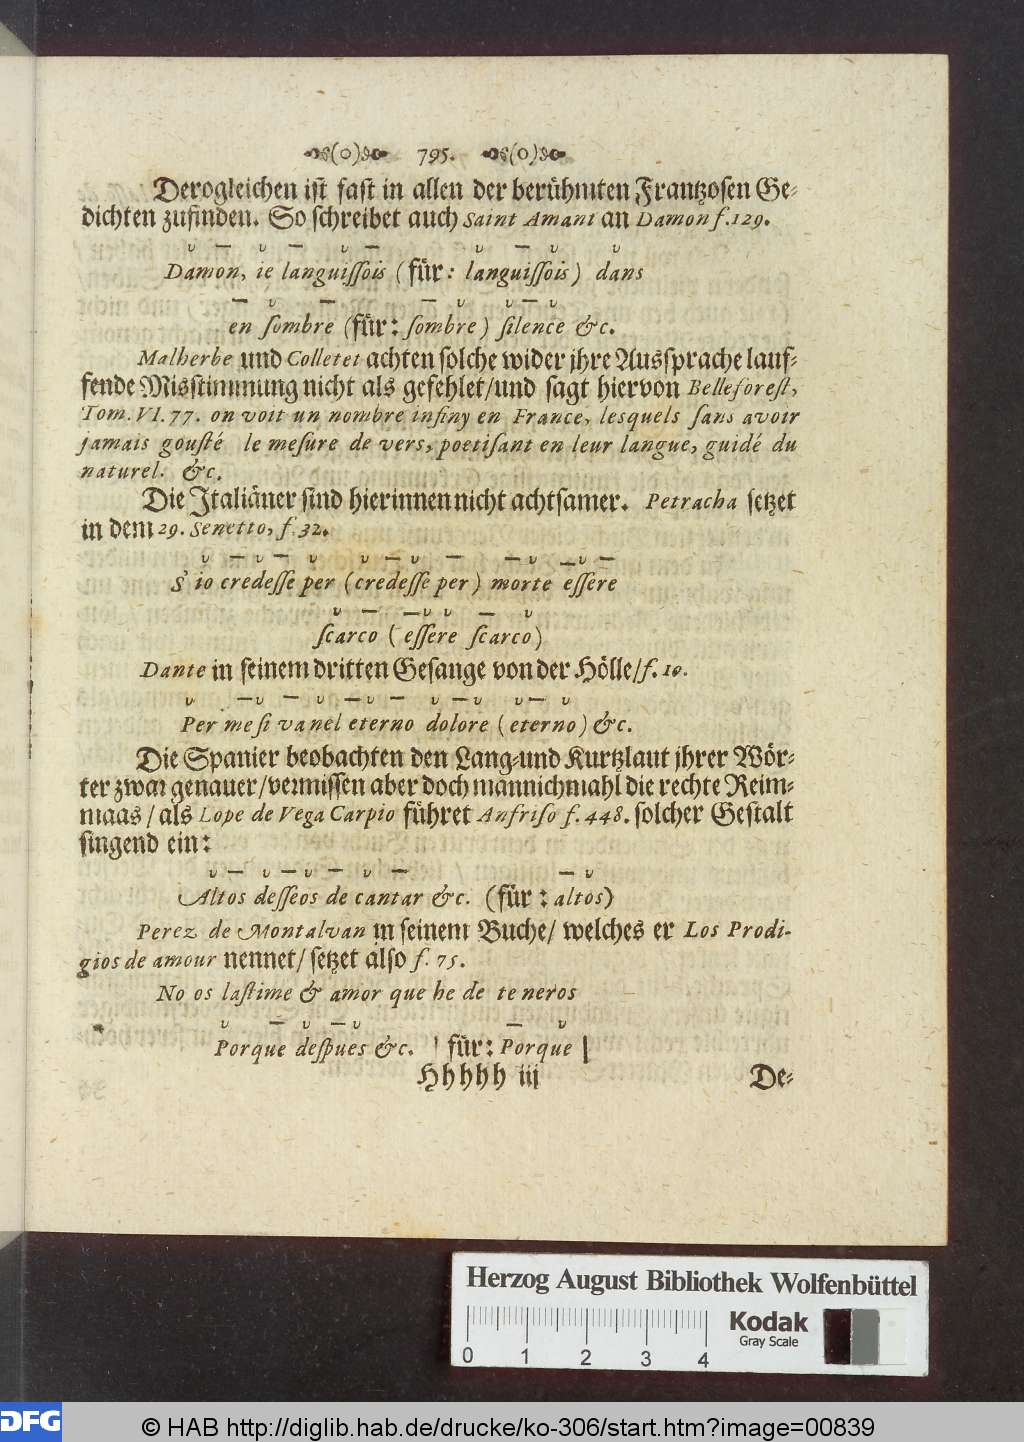 (o) 795. (o)
Derogleichen ist fast in allen der berühmten Frantzosen Ge-
dichten zufinden. So schreibet auch Saint Amant an Damon f. 129.
Damon, ie languiſſois (für: languiſſois) dans
en ſombre (für: ſombre) ſilence &c.
Malherbe und Colletet achten solche wider jhre Aussprache lauf-
fende Misstimmung nicht als gefehlet/und sagt hiervon Belleforeſt,
Tom. VI. 77. on voit un nombre infiny en France, lesquels ſans avoir
jamais gouſté le meſure de vers, poetiſant en leur langue, guidé du
naturel. &c.
Die Italiäner sind hierinnen nicht achtsamer. Petracha setzet
in dem 29. Senetto, f. 32.
S' io credeſſe per (credeſſe per) morte eſſere
ſcarco (eſſere ſcarco)
Dante in seinem dritten Gesange von der Hölle/f. 10.
Per me ſi va nel eterno dolore (eterno) &c.
Die Spanier beobachten den Lang-und Kurtzlaut jhrer Wör-
ter zwar genauer/vermissen aber doch mannichmahl die rechte Reim-
maas/als Lope de Vega Carpio führet Anfriſo f. 448. solcher Gestalt
singend ein:
Altos deſſeos de cantar &c. (für: altos)
Perez de Montalvan in seinem Buche/ welches er Los Prodi-
gios de amour nennet/ setzet also f. 75.
No os laſtime & amor que he de teneros
Porque deſpues &c. | für: Porque |
Hhhhh iij De-
Herzog August Bibliothek Wolfenbüttel
Kodak
Gray Scale
0 1 2 3 4
DFG
© HAB http://diglib.hab.de/drucke/ko-306/start.htm?image=00839